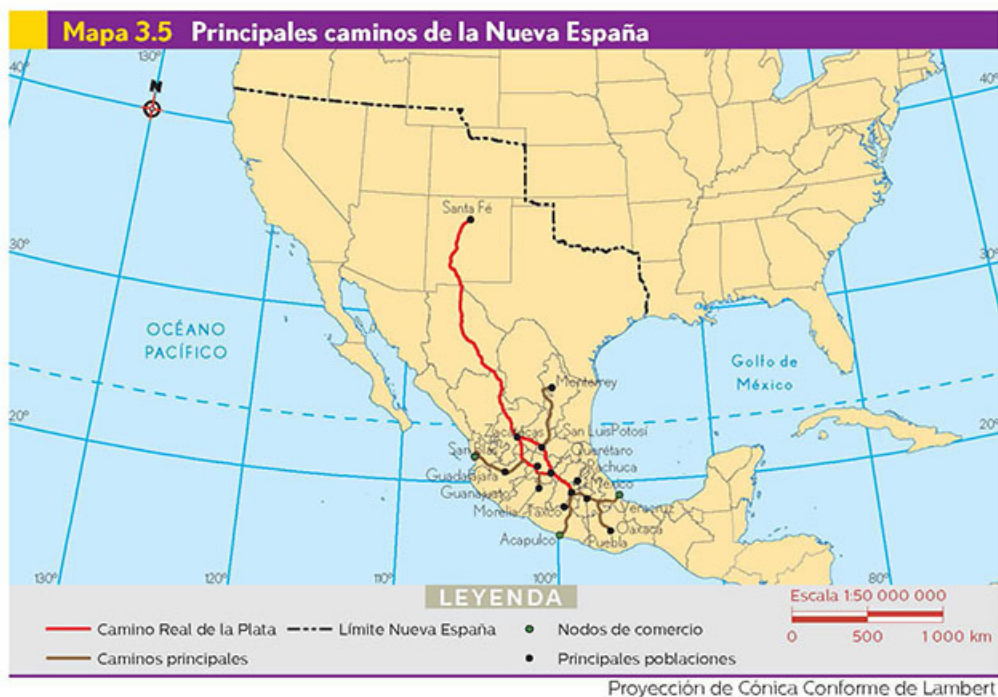 Mapa 3.5 Principales caminos de la Nueva España
130°
40°
40°
N
Santa Fé
30°
30°
OCÉANO
PACÍFICO
Golfo de
México
Monterrey
20°
20°
Zacatecas
San Luis Potosí
San Blas
Querétaro
Pachuca
Guadalajara
México
Guanajuato
Veracruz
Morelia
Taxco
Oaxaca
Acapulco
Puebla
130°
120°
110°
100°
80°
LEYENDA
Escala 1:50 000 000
Camino Real de la Plata
Límite Nueva España
Nodos de comercio
0 500 1 000 km
Caminos principales
Principales poblaciones
Proyección de Cónica Conforme de Lambert